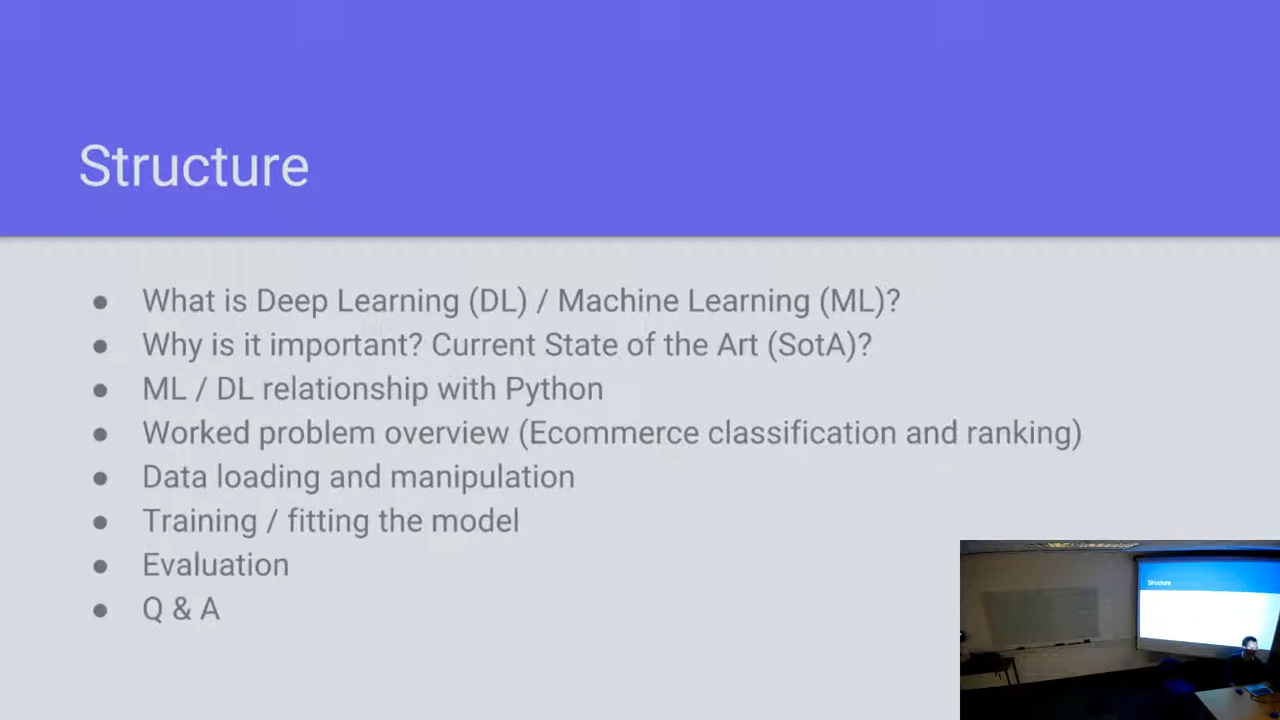 Structure
● What is Deep Learning (DL) / Machine Learning (ML)?
● Why is it important? Current State of the Art (SotA)?
● ML / DL relationship with Python
● Worked problem overview (Ecommerce classification and ranking)
● Data loading and manipulation
● Training / fitting the model
● Evaluation
● Q & A
Structure